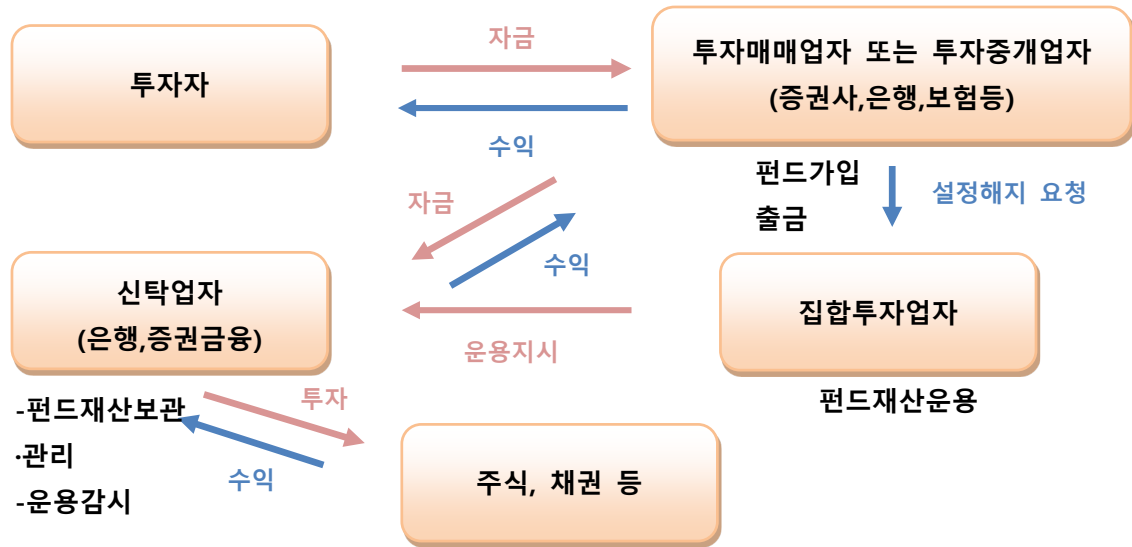 투자자
자금
수익
투자매매업자 또는 투자중개업자
(증권사,은행,보험등)
펀드가입
출금
설정해지 요청
자금
수익
신탁업자
(은행,증권금융)
운용지시
집합투자업자
펀드재산운용
-펀드재산보관
·관리
-운용감시
투자
수익
주식, 채권 등